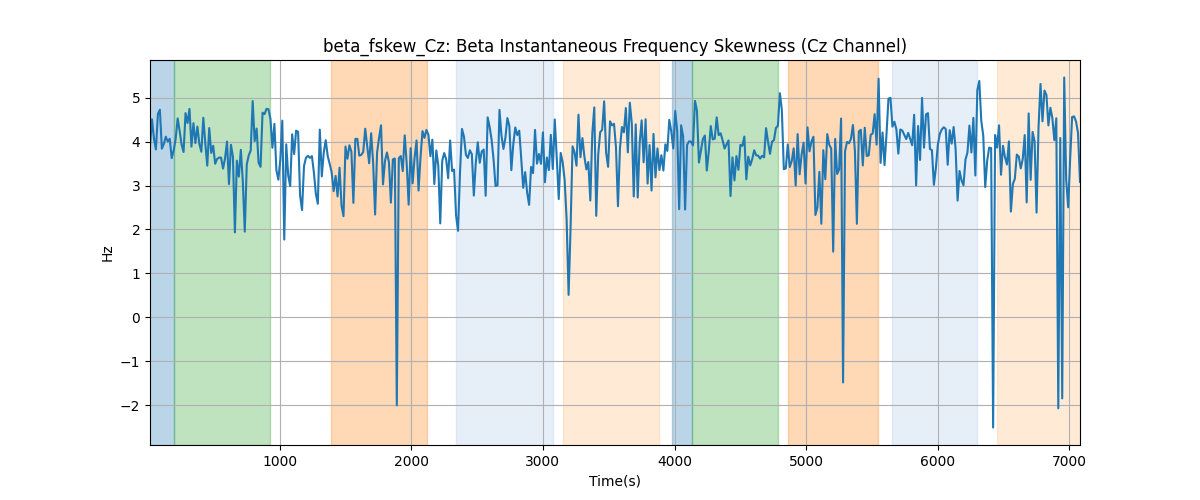 beta_fskew_Cz: Beta Instantaneous Frequency Skewness (Cz Channel)
Hz
5
4
3
2
1
0
−1
−2
1000 2000 3000 4000 5000 6000 7000
Time(s)